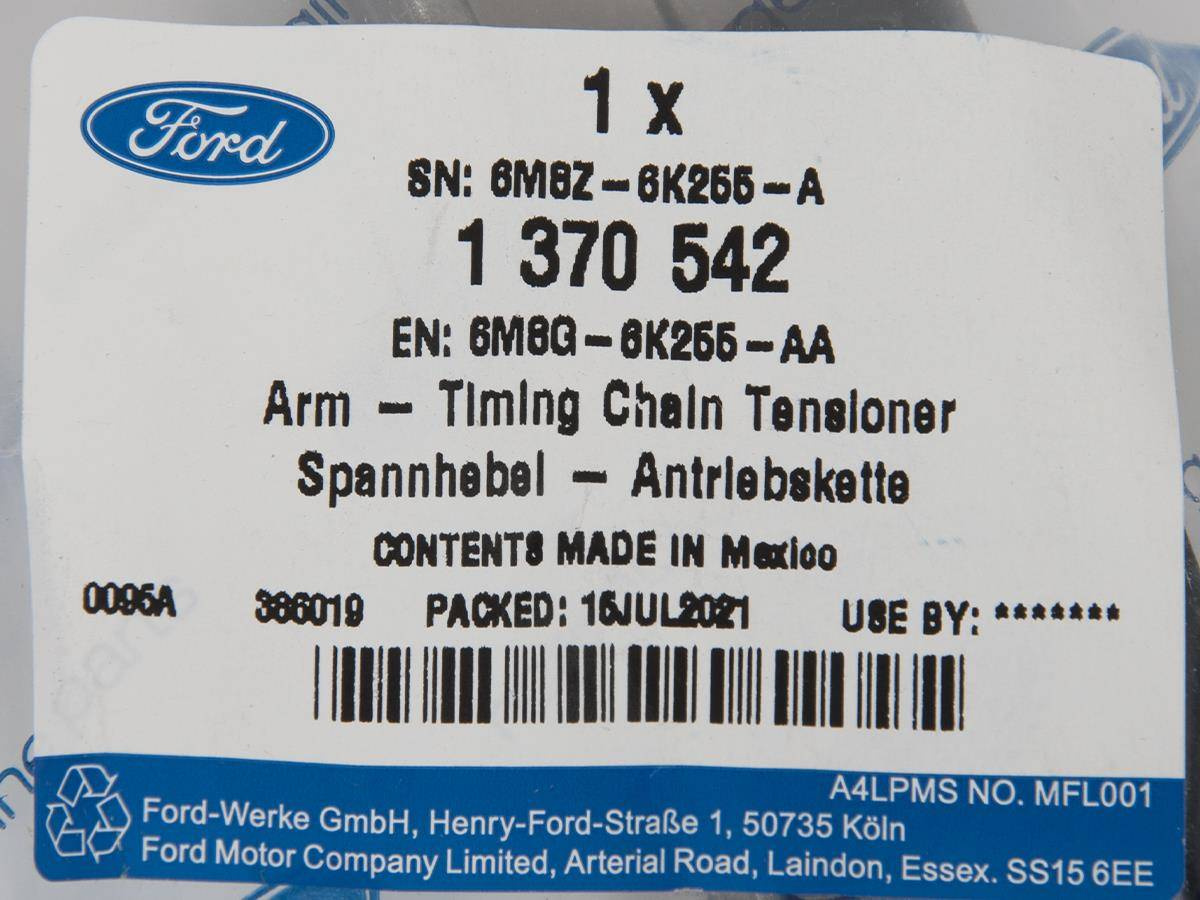 Ford
1 x
SN: 6M8Z-6K255-A
1 370 542
EN: 6M8G-6K255-AA
Arm - Timing Chain Tensioner
Spannhebel - Antriebskette
CONTENTS MADE IN Mexico
0095A 386019 PACKED: 15JUL2021 USE BY: *******
A4LPMS NO. MFL001
Ford-Werke GmbH, Henry-Ford-Straße 1, 50735 Köln
Ford Motor Company Limited, Arterial Road, Laindon, Essex. SS15 6EE